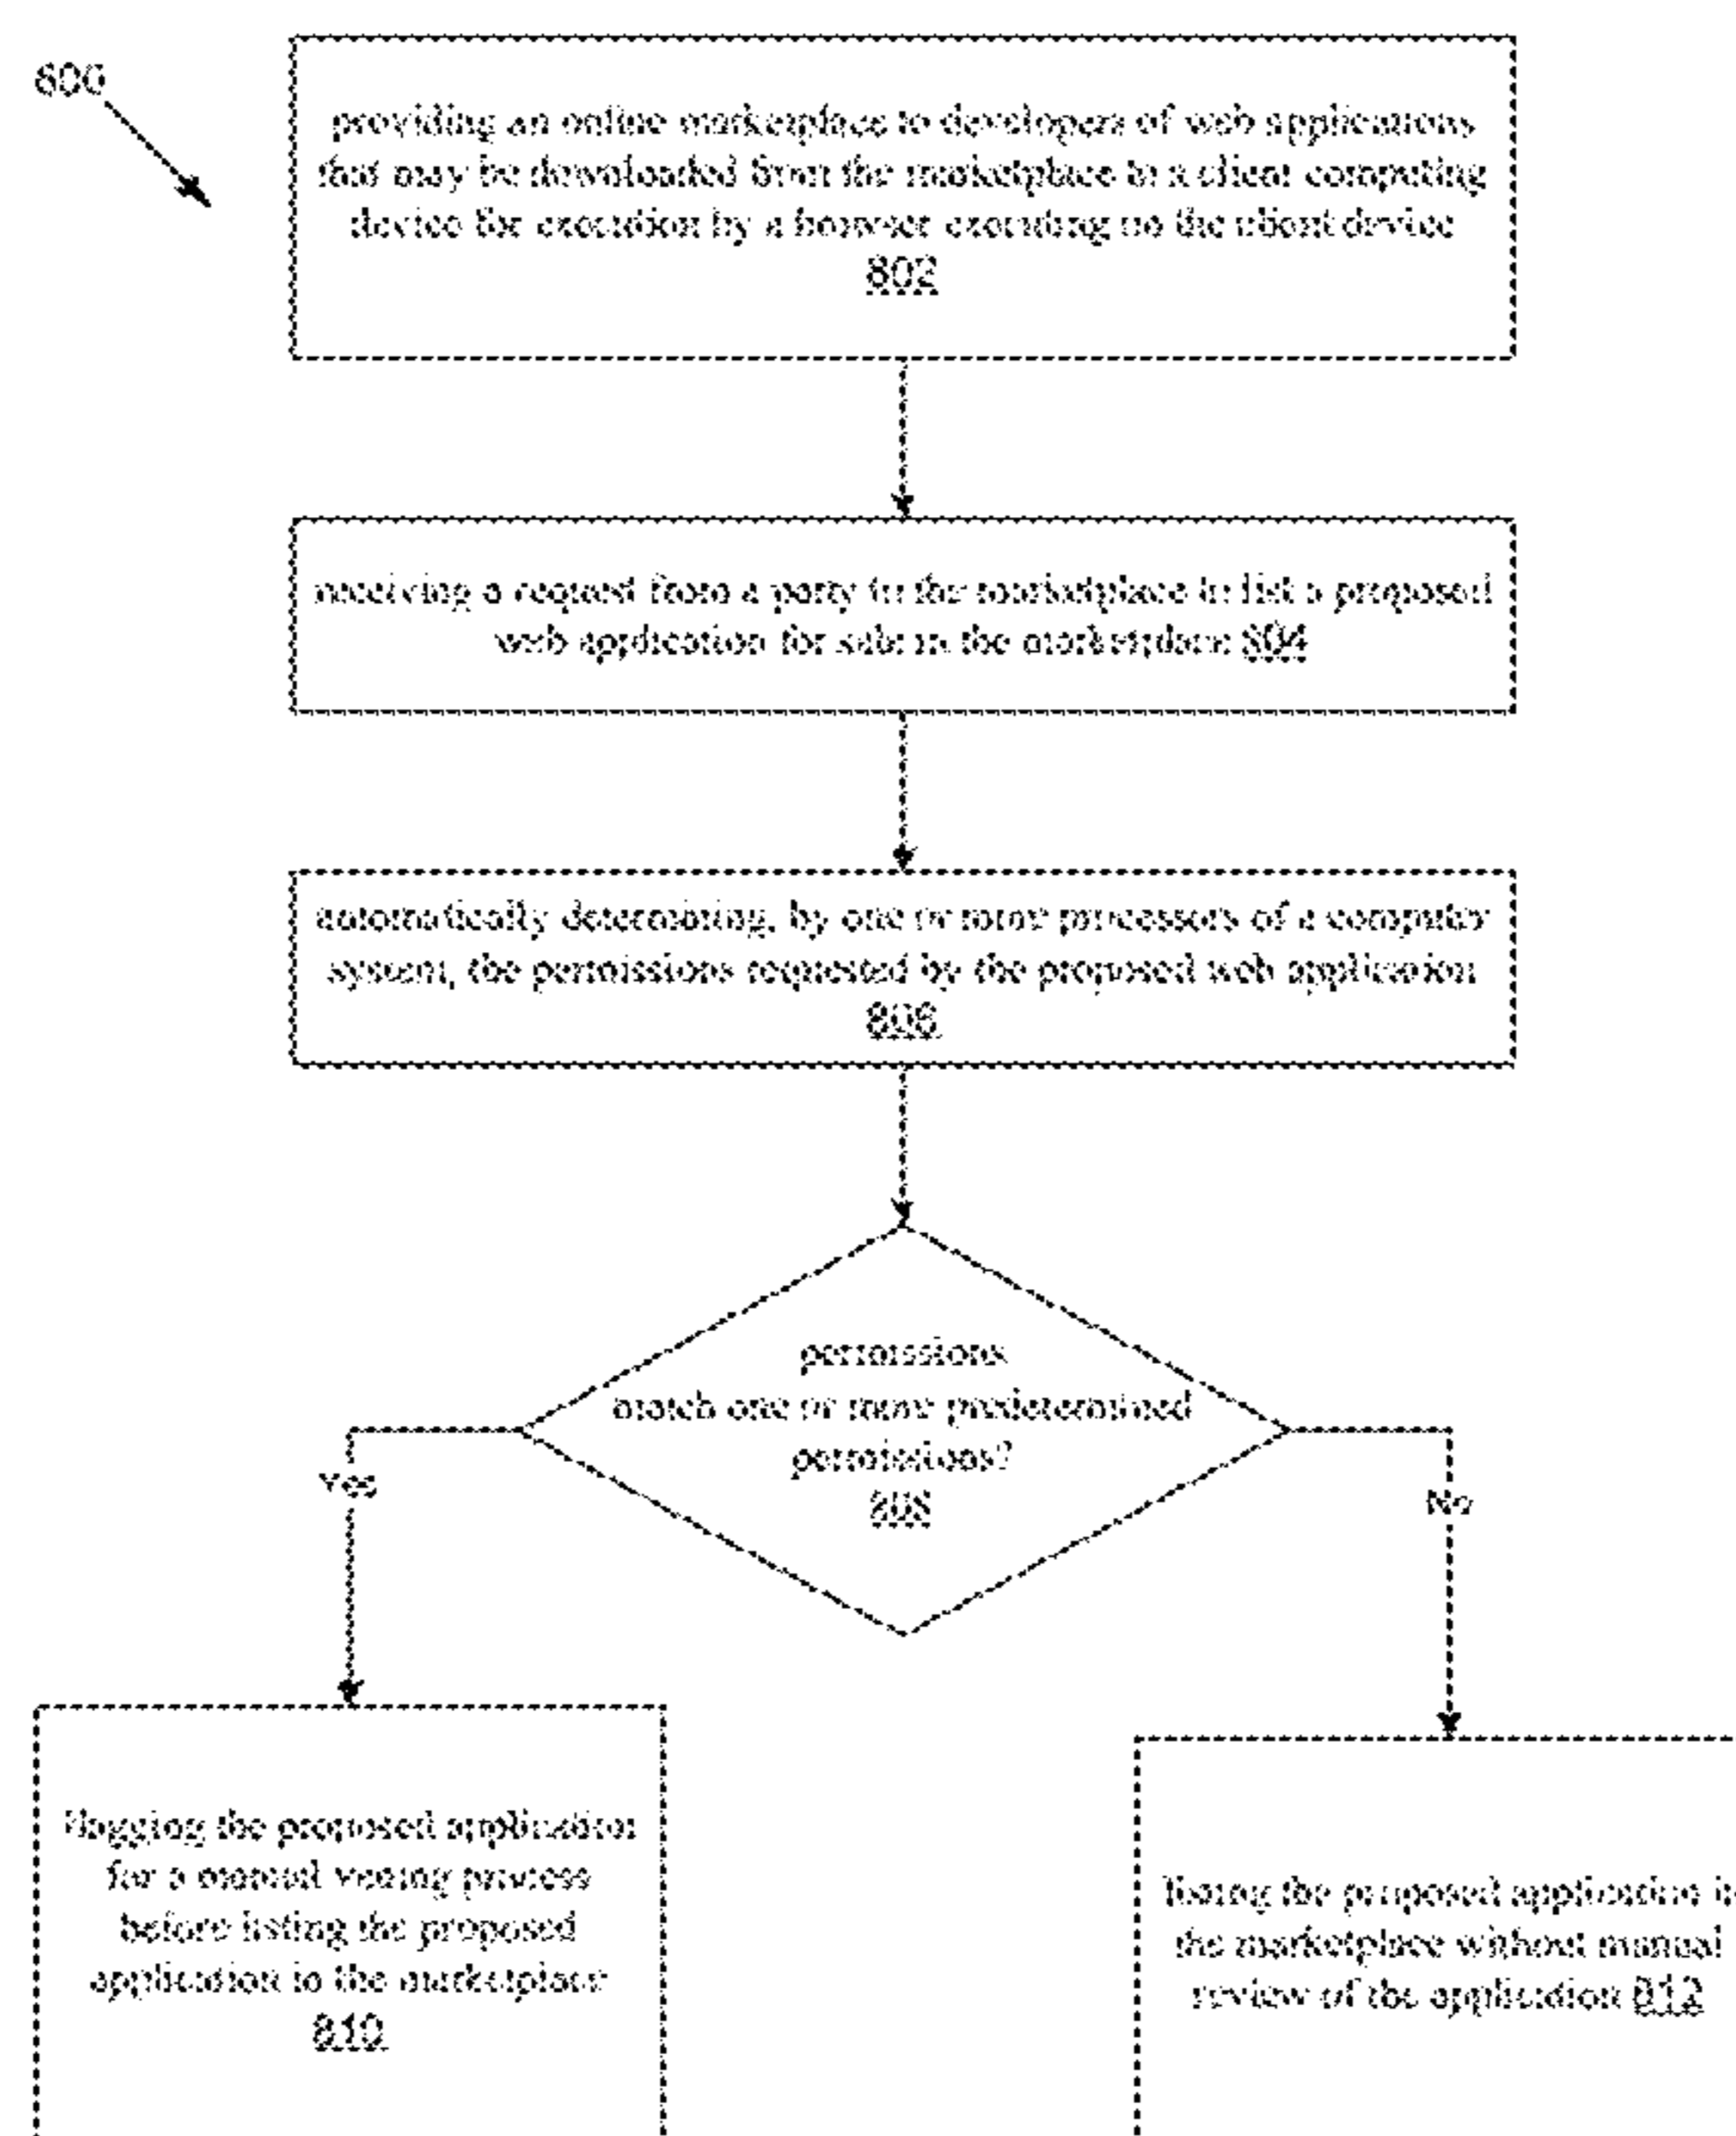 800
providing an online marketplace to developers of web applications
that may be downloaded from the marketplace to a client computing
device for execution by a browser executing on the client device
802
receiving a request from a party to the marketplace to list a proposed
web application for sale in the marketplace 804
automatically determining, by one or more processors of a computer
system, the permissions requested by the proposed web application
806
permissions
match one or more predetermined
permissions?
808
Yes
No
flagging the proposed application
for a manual vetting process
before listing the proposed
application in the marketplace
810
listing the proposed application in
the marketplace without manual
review of the application 812